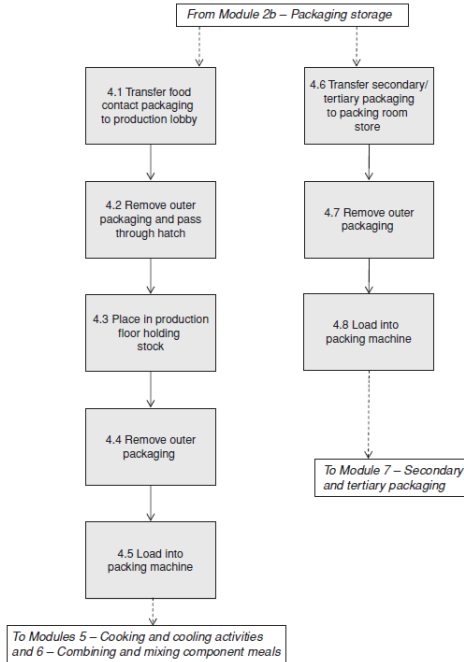 From Module 2b – Packaging storage
4.1 Transfer food
contact packaging
to production lobby
4.2 Remove outer
packaging and pass
through hatch
4.3 Place in production
floor holding
stock
4.4 Remove outer
packaging
4.5 Load into
packing machine
To Modules 5 – Cooking and cooling activities
and 6 – Combining and mixing component meals
4.6 Transfer secondary/
tertiary packaging
to packing room
store
4.7 Remove outer
packaging
4.8 Load into
packing machine
To Module 7 – Secondary
and tertiary packaging